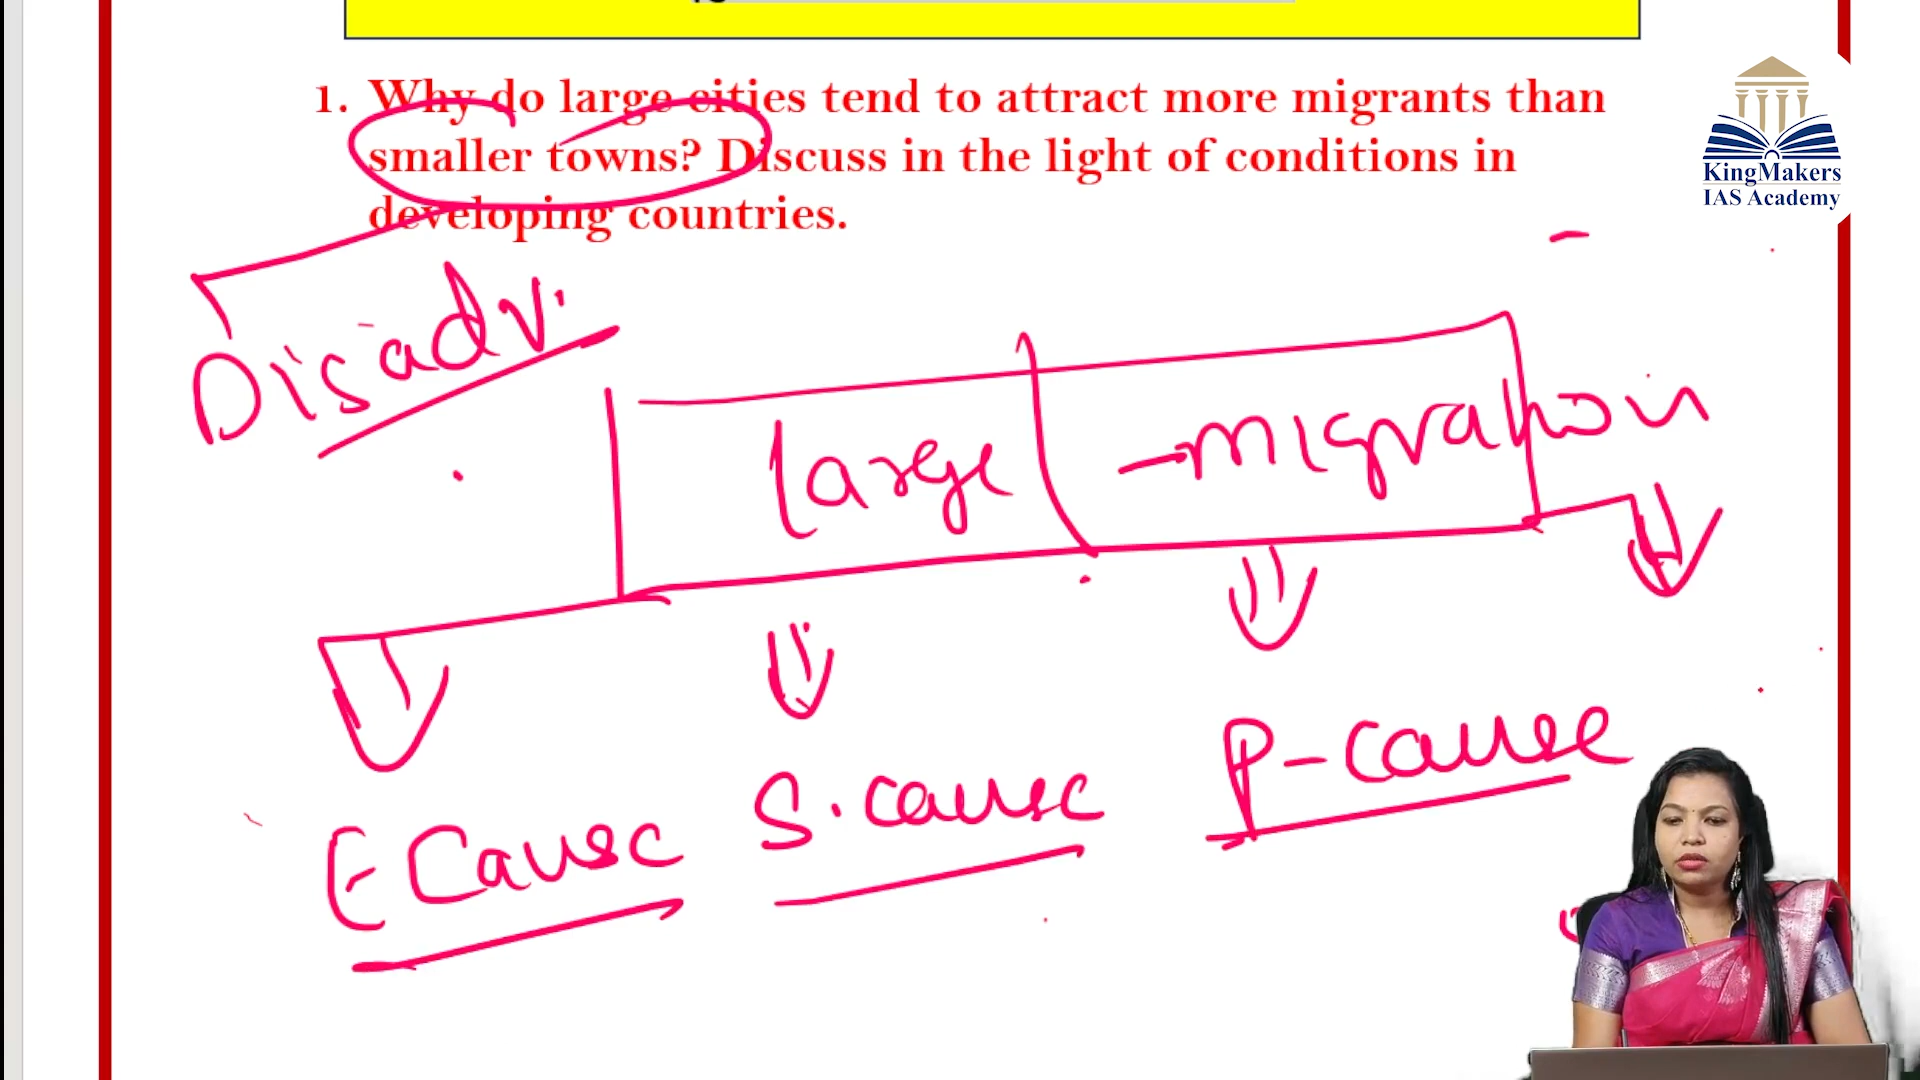 1. Why do large cities tend to attract more migrants than
smaller towns? Discuss in the light of conditions in
developing countries.
KingMakers
IAS Academy
Disadv.
large
-migration
E Cause
S. cause
P-cause